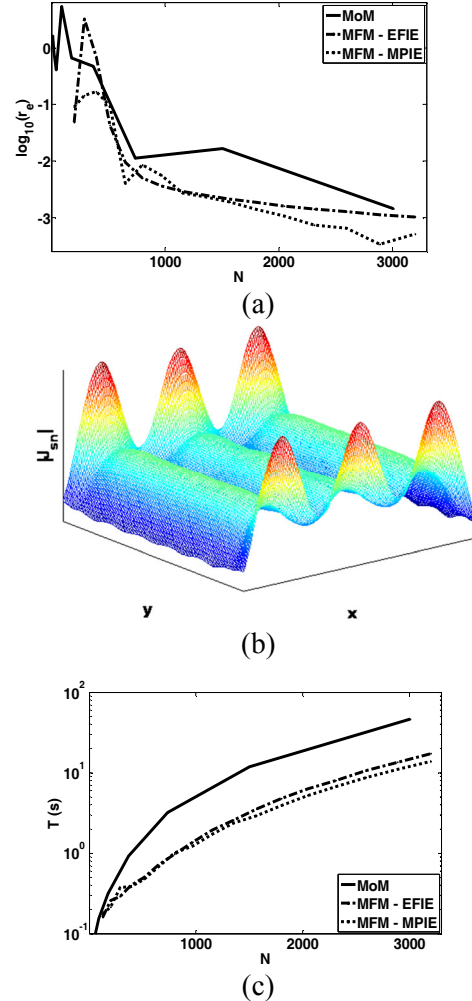 MoM
MFM - EFIE
MFM - MPIE
0
-1
-2
-3
log10(re)
1000 2000 3000
N
(a)
|μsn|
y x
(b)
10^2
10^1
10^0
10^-1
T (s)
MoM
MFM - EFIE
MFM - MPIE
1000 2000 3000
N
(c)